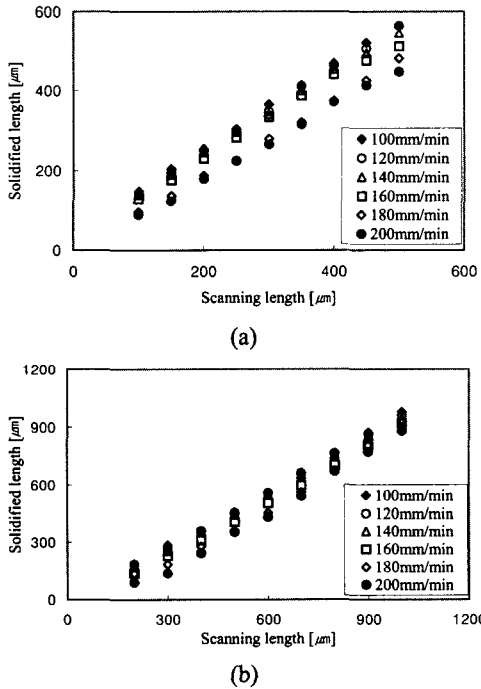 600
400
200
0
Solidified length [㎛]
100mm/min
120mm/min
140mm/min
160mm/min
180mm/min
200mm/min
0 200 400 600
Scanning length [㎛]
(a)
1200
900
600
300
0
Solidified length [㎛]
100mm/min
120mm/min
140mm/min
160mm/min
180mm/min
200mm/min
0 300 600 900 1200
Scanning length [㎛]
(b)